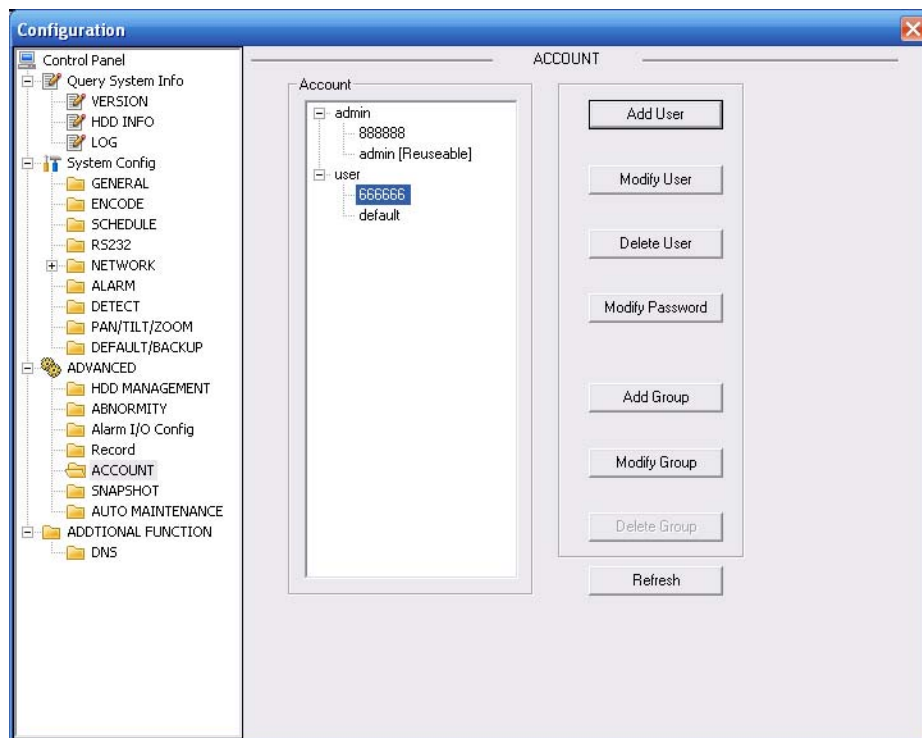 Configuration
Control Panel
Query System Info
VERSION
HDD INFO
LOG
System Config
GENERAL
ENCODE
SCHEDULE
RS232
NETWORK
ALARM
DETECT
PAN/TILT/ZOOM
DEFAULT/BACKUP
ADVANCED
HDD MANAGEMENT
ABNORMITY
Alarm I/O Config
Record
ACCOUNT
SNAPSHOT
AUTO MAINTENANCE
ADDTIONAL FUNCTION
DNS
ACCOUNT
Account
admin
888888
admin [Reuseable]
user
666666
default
Add User
Modify User
Delete User
Modify Password
Add Group
Modify Group
Delete Group
Refresh